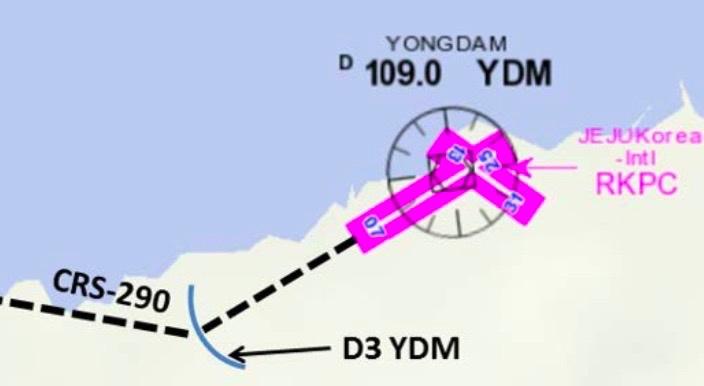 YONGDAM
D 109.0 YDM
JEJUKorea
-Intl
RKPC
13
25
07
31
CRS-290
D3 YDM